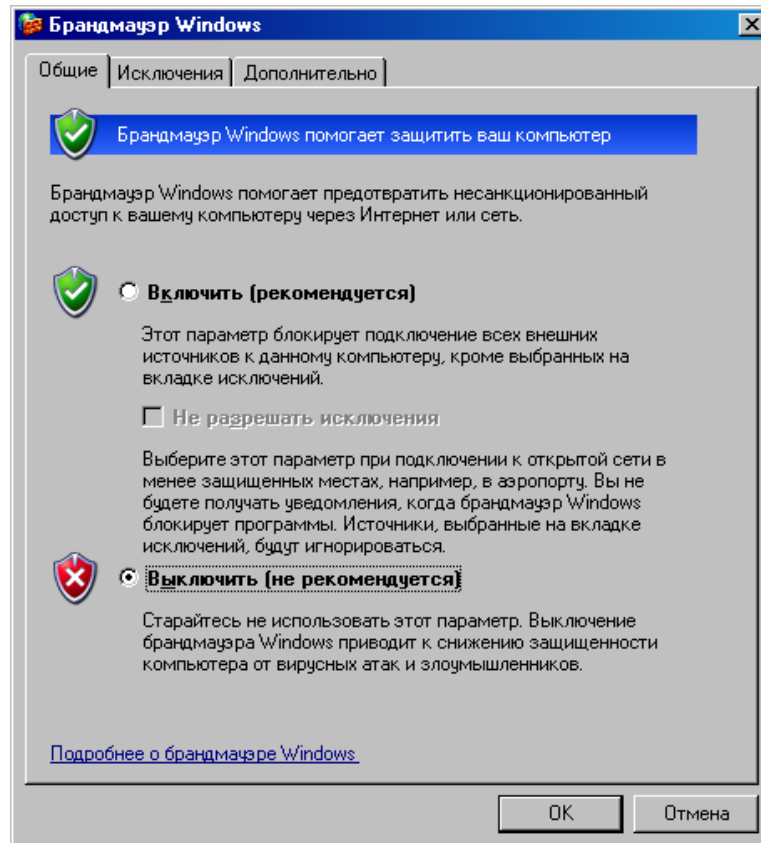 Брандмауэр Windows
Общие
Исключения
Дополнительно
Брандмауэр Windows помогает защитить ваш компьютер
Брандмауэр Windows помогает предотвратить несанкционированный
доступ к вашему компьютеру через Интернет или сеть.
Включить (рекомендуется)
Этот параметр блокирует подключение всех внешних
источников к данному компьютеру, кроме выбранных на
вкладке исключений.
Не разрешать исключения
Выберите этот параметр при подключении к открытой сети в
менее защищенных местах, например, в аэропорту. Вы не
будете получать уведомления, когда брандмауэр Windows
блокирует программы. Источники, выбранные на вкладке
исключений, будут игнорироваться.
Выключить (не рекомендуется)
Старайтесь не использовать этот параметр. Выключение
брандмауэра Windows приводит к снижению защищенности
компьютера от вирусных атак и злоумышленников.
Подробнее о брандмауэре Windows
OK
Отмена